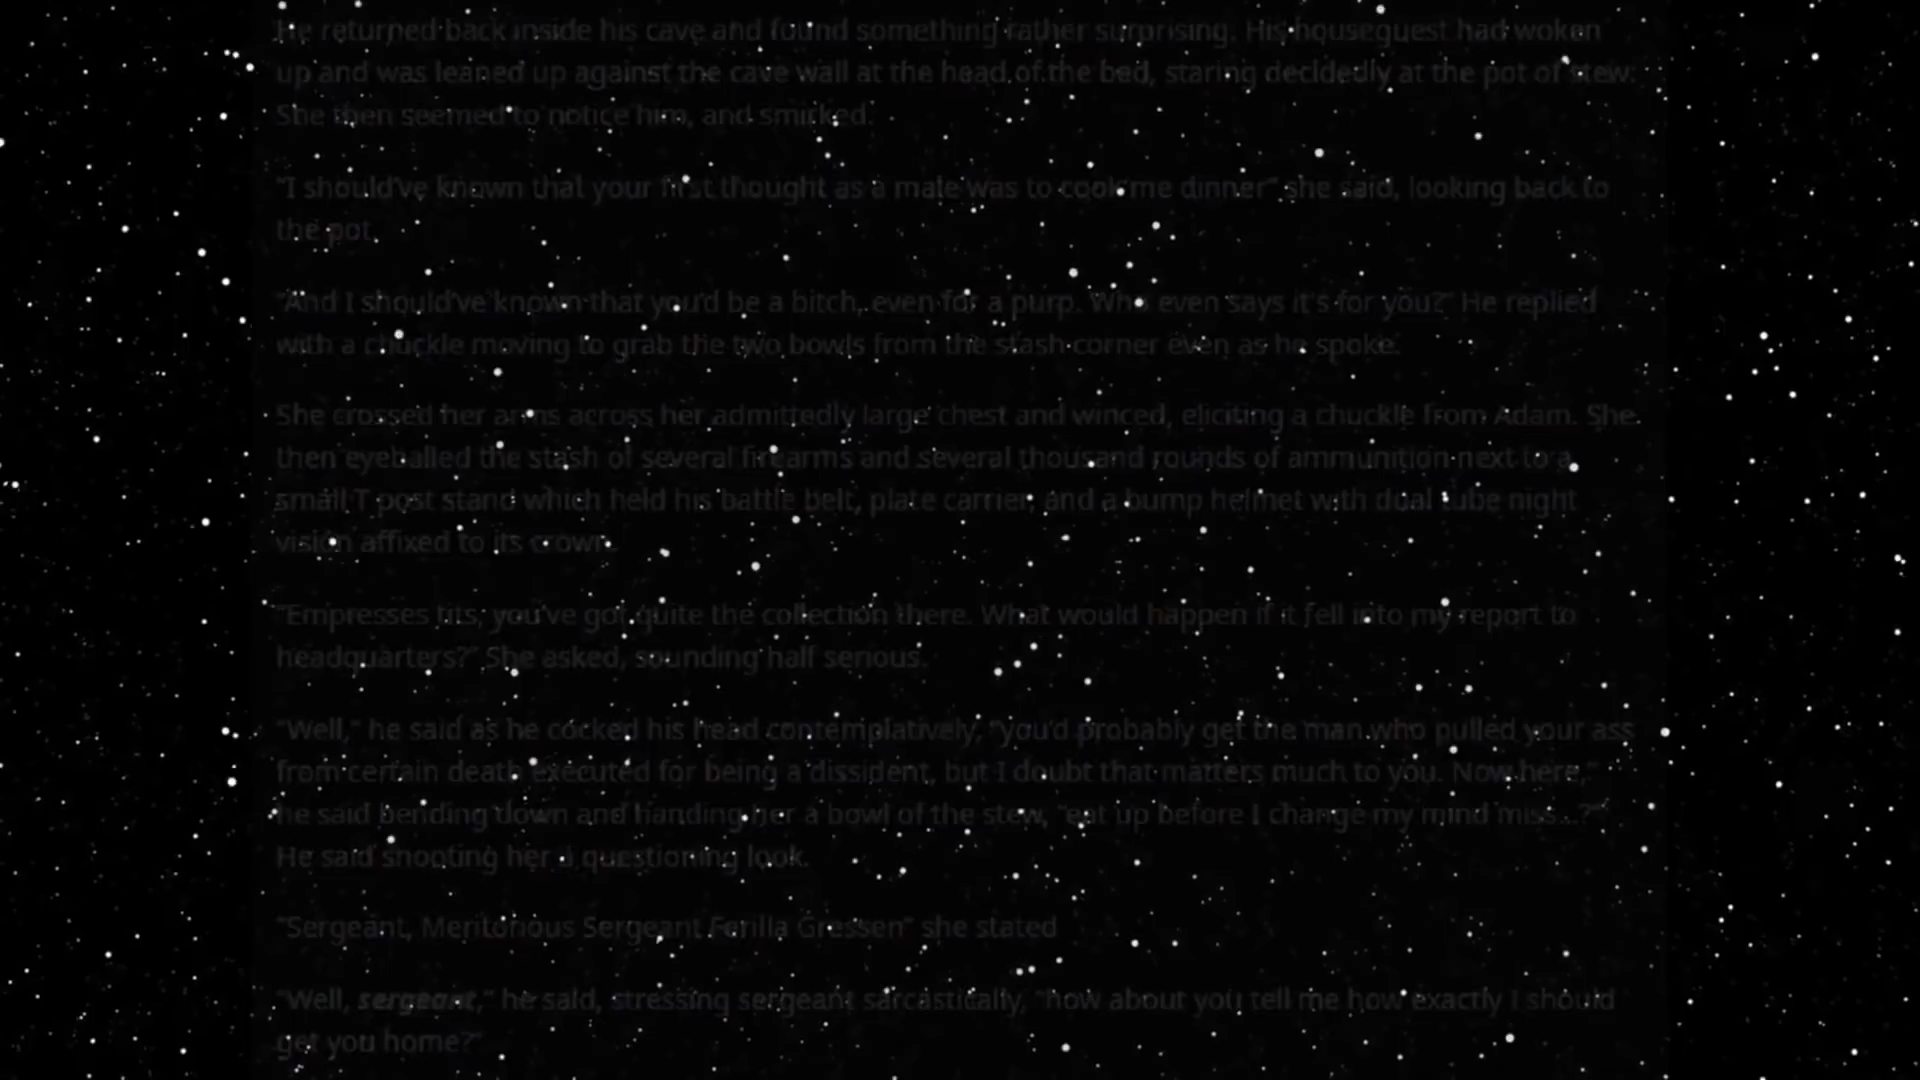 He returned back inside his cave and found something rather surprising. His houseguest had woken
up and was leaned up against the cave wall at the head of the bed, staring decidedly at the pot of stew.
She then seemed to notice him, and smirked.
"I should've known that your first thought as a male was to cook me dinner" she said, looking back to
the pot.
"And I should've known that you'd be a bitch, even for a purp. Who even says it's for you?" He replied
with a chuckle moving to grab the two bowls from the stash corner even as he spoke.
She crossed her arms across her admittedly large chest and winced, eliciting a chuckle from Adam. She
then eyeballed the stash of several firearms and several thousand rounds of ammunition next to a
small T post stand which held his battle belt, plate carrier, and a bump helmet with dual tube night
vision affixed to its crown.
"Empresses tits, you've got quite the collection there. What would happen if it fell into my report to
headquarters?" She asked, sounding half serious.
"Well," he said as he cocked his head contemplatively, "you'd probably get the man who pulled your ass
from certain death executed for being a dissident, but I doubt that matters much to you. Now here,"
he said bending down and handing her a bowl of the stew, "eat up before I change my mind miss...?"
He said shooting her a questioning look.
"Sergeant, Meritorious Sergeant Gressen" she stated
"Well, sergeant," he said, stressing sergeant sarcastically, "how about you tell me how exactly I should
get you home?"